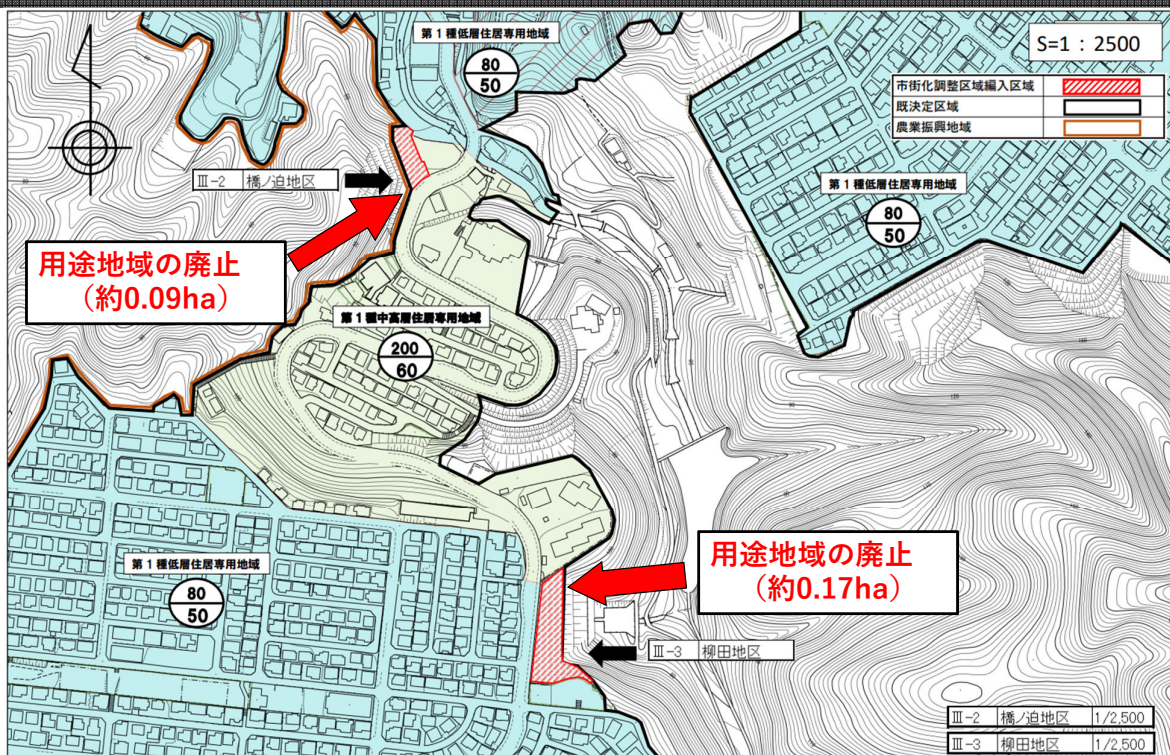 第1種低層住居専用地域
80
50
S=1：2500
市街化調整区域編入区域
既決定区域
農業振興地域
Ⅲ-2 橋ノ迫地区
第1種低層住居専用地域
80
50
用途地域の廃止
（約0.09ha）
第1種中高層住居専用地域
200
60
用途地域の廃止
（約0.17ha）
第1種低層住居専用地域
80
50
Ⅲ-3 柳田地区
Ⅲ-2 橋ノ迫地区 1/2,500
Ⅲ-3 柳田地区 1/2,500